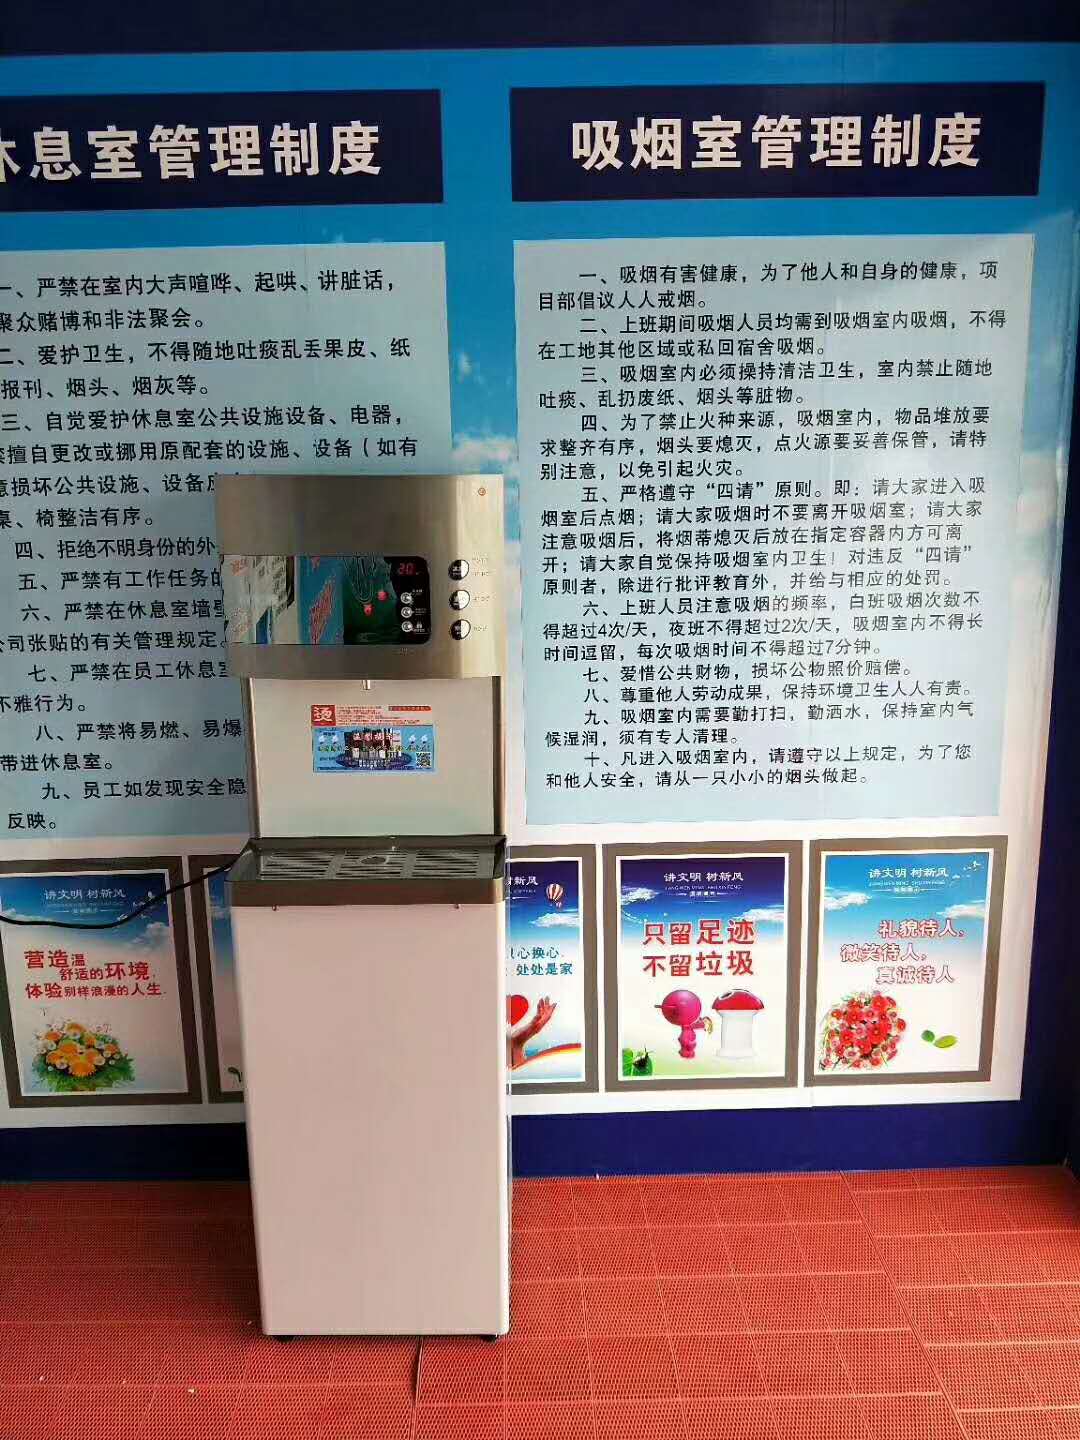 休息室管理制度
一、严禁在室内大声喧哗、起哄、讲脏话，
聚众赌博和非法聚会。
二、爱护卫生，不得随地吐痰乱丢果皮、纸
报刊、烟头、烟灰等。
三、自觉爱护休息室公共设施设备、电器，
擅自更改或挪用原配套的设施、设备（如有
意损坏公共设施、设备
桌、椅整洁有序。
四、拒绝不明身份的外
五、严禁有工作任务的
六、严禁在休息室墙
公司张贴的有关管理规定。
七、严禁在员工休息室
不雅行为。
八、严禁将易燃、易爆
带进休息室。
九、员工如发现安全隐
反映。
吸烟室管理制度
一、吸烟有害健康，为了他人和自身的健康，项
目部倡议人人戒烟。
二、上班期间吸烟人员均需到吸烟室内吸烟，不得
在工地其他区域或私回宿舍吸烟。
三、吸烟室内必须操持清洁卫生，室内禁止随地
吐痰、乱扔废纸、烟头等脏物。
四、为了禁止火种来源，吸烟室内，物品堆放要
求整齐有序，烟头要熄灭，点火源要妥善保管，请特
别注意，以免引起火灾。
五、严格遵守“四请”原则。即：请大家进入吸
烟室后点烟；请大家吸烟时不要离开吸烟室；请大家
注意吸烟后，将烟蒂熄灭后放在指定容器内方可离
开；请大家自觉保持吸烟室内卫生！对违反“四请”
原则者，除进行批评教育外，并给与相应的处罚。
六、上班人员注意吸烟的频率，白班吸烟次数不
得超过4次/天，夜班不得超过2次/天，吸烟室内不得长
时间逗留，每次吸烟时间不得超过7分钟。
七、爱惜公共财物，损坏公物照价赔偿。
八、尊重他人劳动成果，保持环境卫生人人有责。
九、吸烟室内需要勤打扫，勤洒水，保持室内气
候湿润，须有专人清理。
十、凡进入吸烟室内，请遵守以上规定，为了您
和他人安全，请从一只小小的烟头做起。
20
烫
讲文明 树新风
营造温
舒适的环境，
体验别样浪漫的人生.
树新风
心换心，
处处是家
讲文明 树新风
只留足迹
不留垃圾
讲文明 树新风
礼貌待人，
微笑待人，
真诚待人